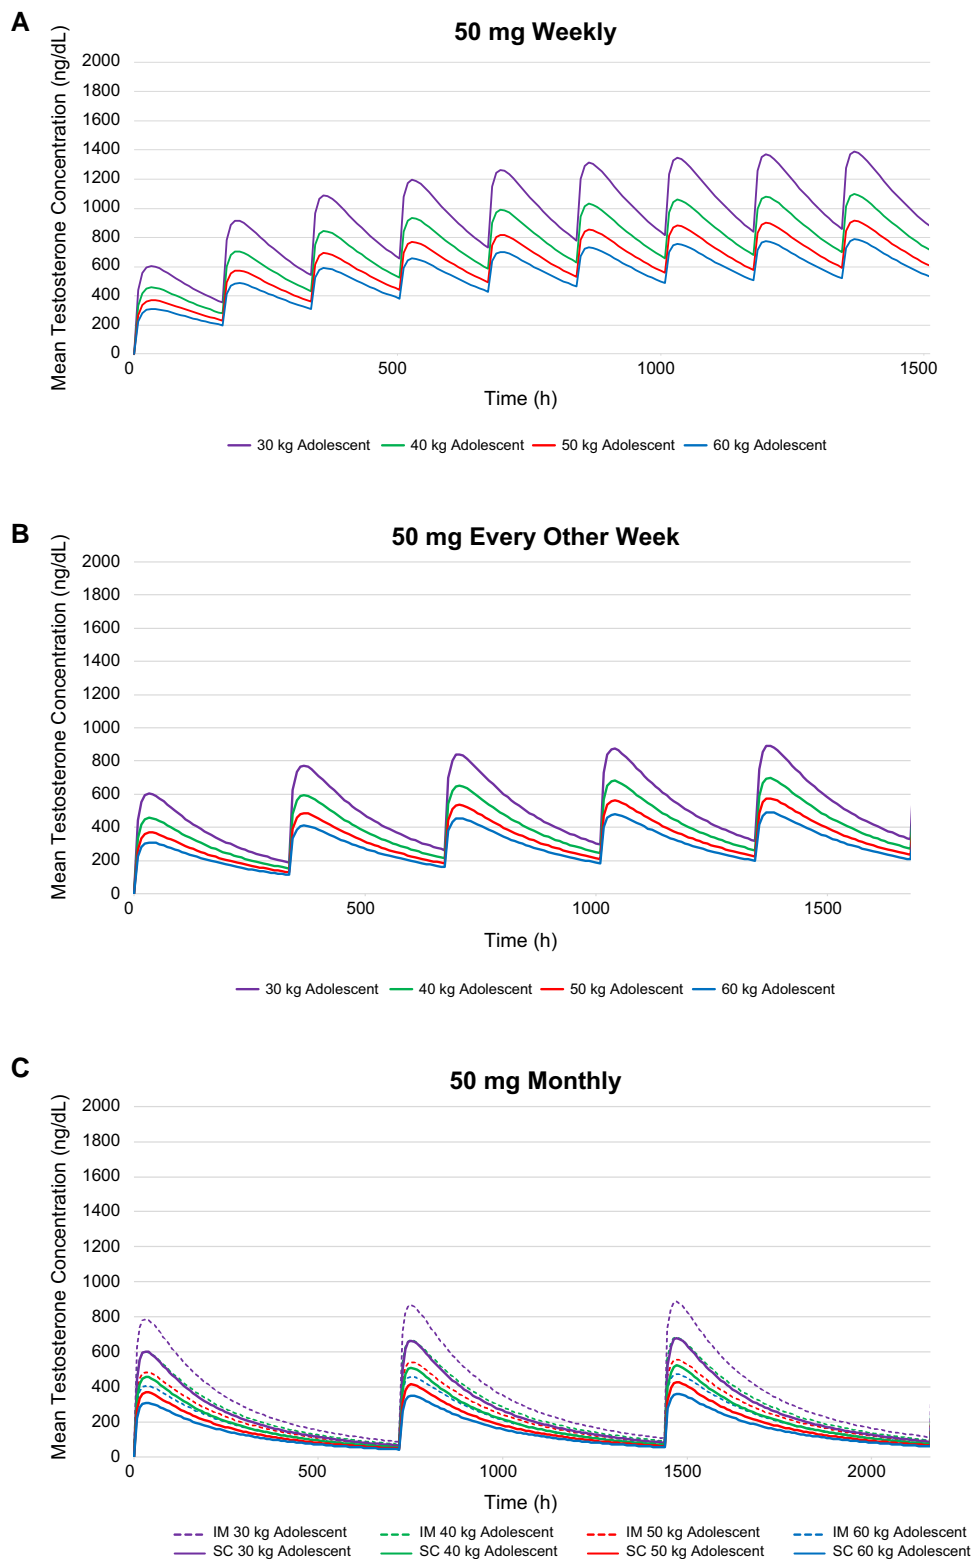 A
50 mg Weekly
Mean Testosterone Concentration (ng/dL)
2000
1800
1600
1400
1200
1000
800
600
400
200
0
0 500 1000 1500
Time (h)
30 kg Adolescent 40 kg Adolescent 50 kg Adolescent 60 kg Adolescent
B
50 mg Every Other Week
Mean Testosterone Concentration (ng/dL)
2000
1800
1600
1400
1200
1000
800
600
400
200
0
0 500 1000 1500
Time (h)
30 kg Adolescent 40 kg Adolescent 50 kg Adolescent 60 kg Adolescent
C
50 mg Monthly
Mean Testosterone Concentration (ng/dL)
2000
1800
1600
1400
1200
1000
800
600
400
200
0
0 500 1000 1500 2000
Time (h)
IM 30 kg Adolescent IM 40 kg Adolescent IM 50 kg Adolescent IM 60 kg Adolescent
SC 30 kg Adolescent SC 40 kg Adolescent SC 50 kg Adolescent SC 60 kg Adolescent